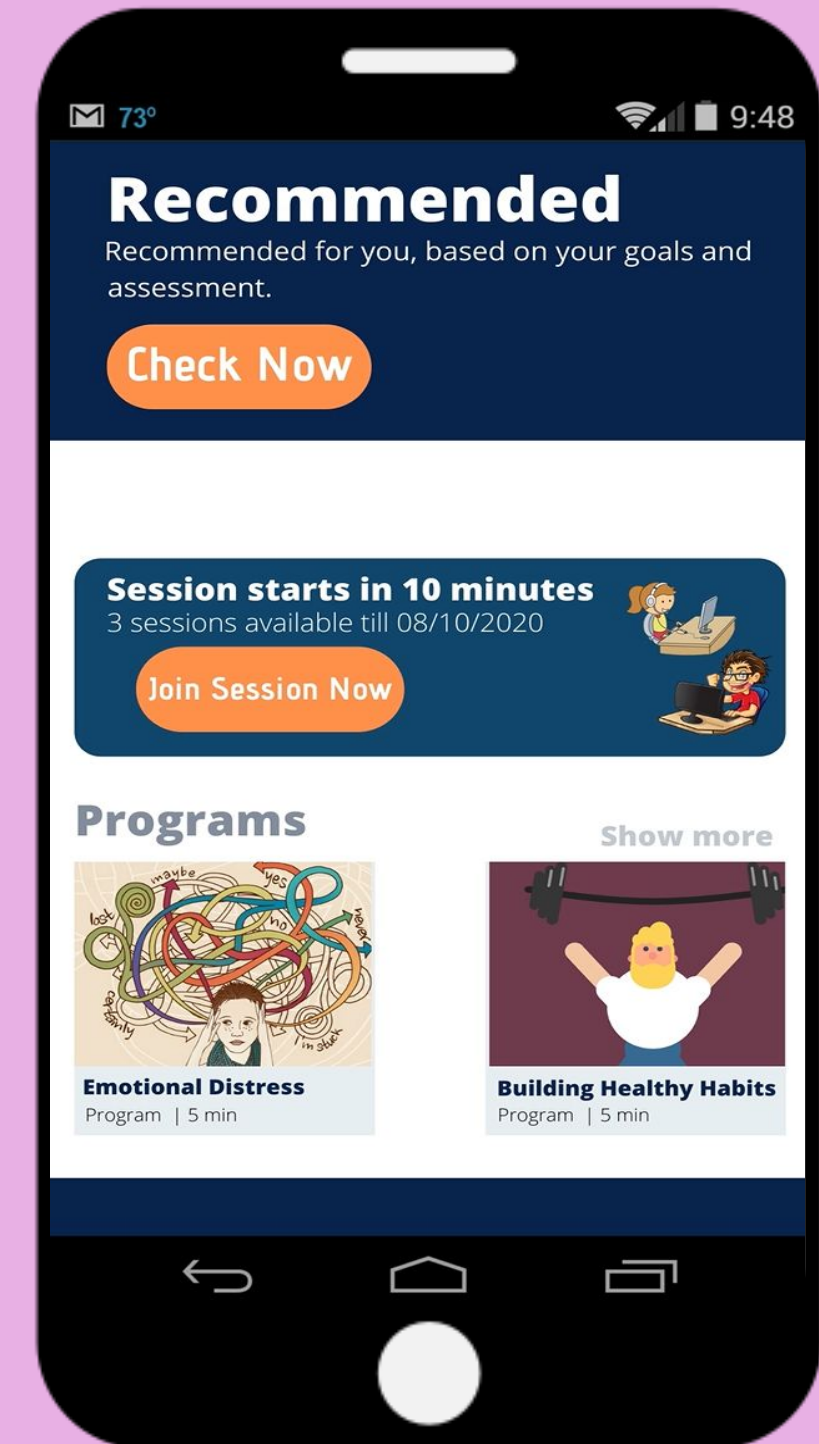 73°
9:48
Recommended
Recommended for you, based on your goals and
assessment.
Check Now
Session starts in 10 minutes
3 sessions available till 08/10/2020
Join Session Now
Programs
Show more
maybe
yes
lost
no
never
certainly
I'm stuck
Emotional Distress
Program | 5 min
Building Healthy Habits
Program | 5 min